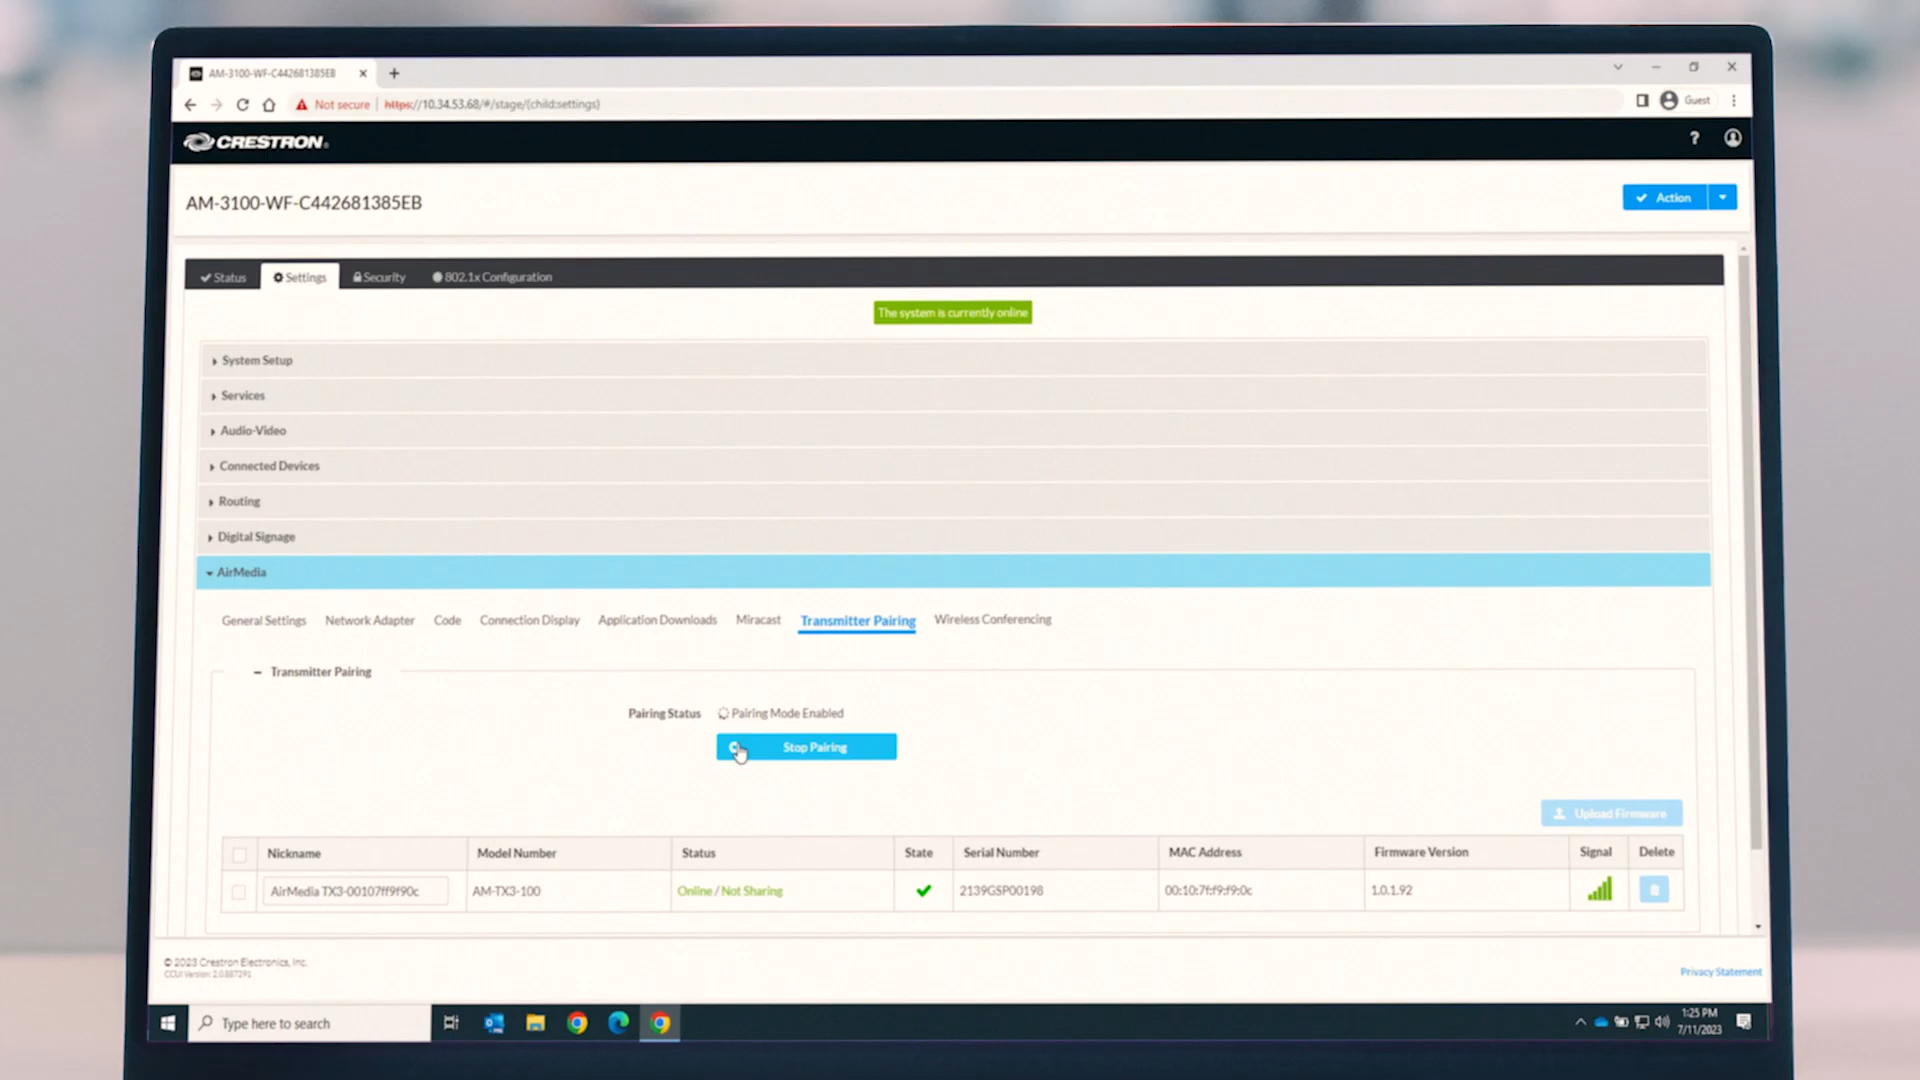 AM-3100-WF-C442681385EB
Not secure https://10.34.53.68/#/stage/(child:settings) Guest
CRESTRON
AM-3100-WF-C442681385EB
Action
Status Settings Security 802.1x Configuration
The system is currently online
System Setup
Services
Audio-Video
Connected Devices
Routing
Digital Signage
AirMedia
General Settings Network Adapter Code Connection Display Application Downloads Miracast Transmitter Pairing Wireless Conferencing
Transmitter Pairing
Pairing Status Pairing Mode Enabled
Stop Pairing
Upload Firmware
Nickname Model Number Status State Serial Number MAC Address Firmware Version Signal Delete
AirMedia TX3-00107ff9f90c AM-TX3-100 Online / Not Sharing 2139GSP00198 00:10:7f:f9:f9:0c 1.0.1.92
© 2023 Crestron Electronics, Inc.
CCUI Version: 2.0.887291
Privacy Statement
Type here to search
1:25 PM
7/11/2023